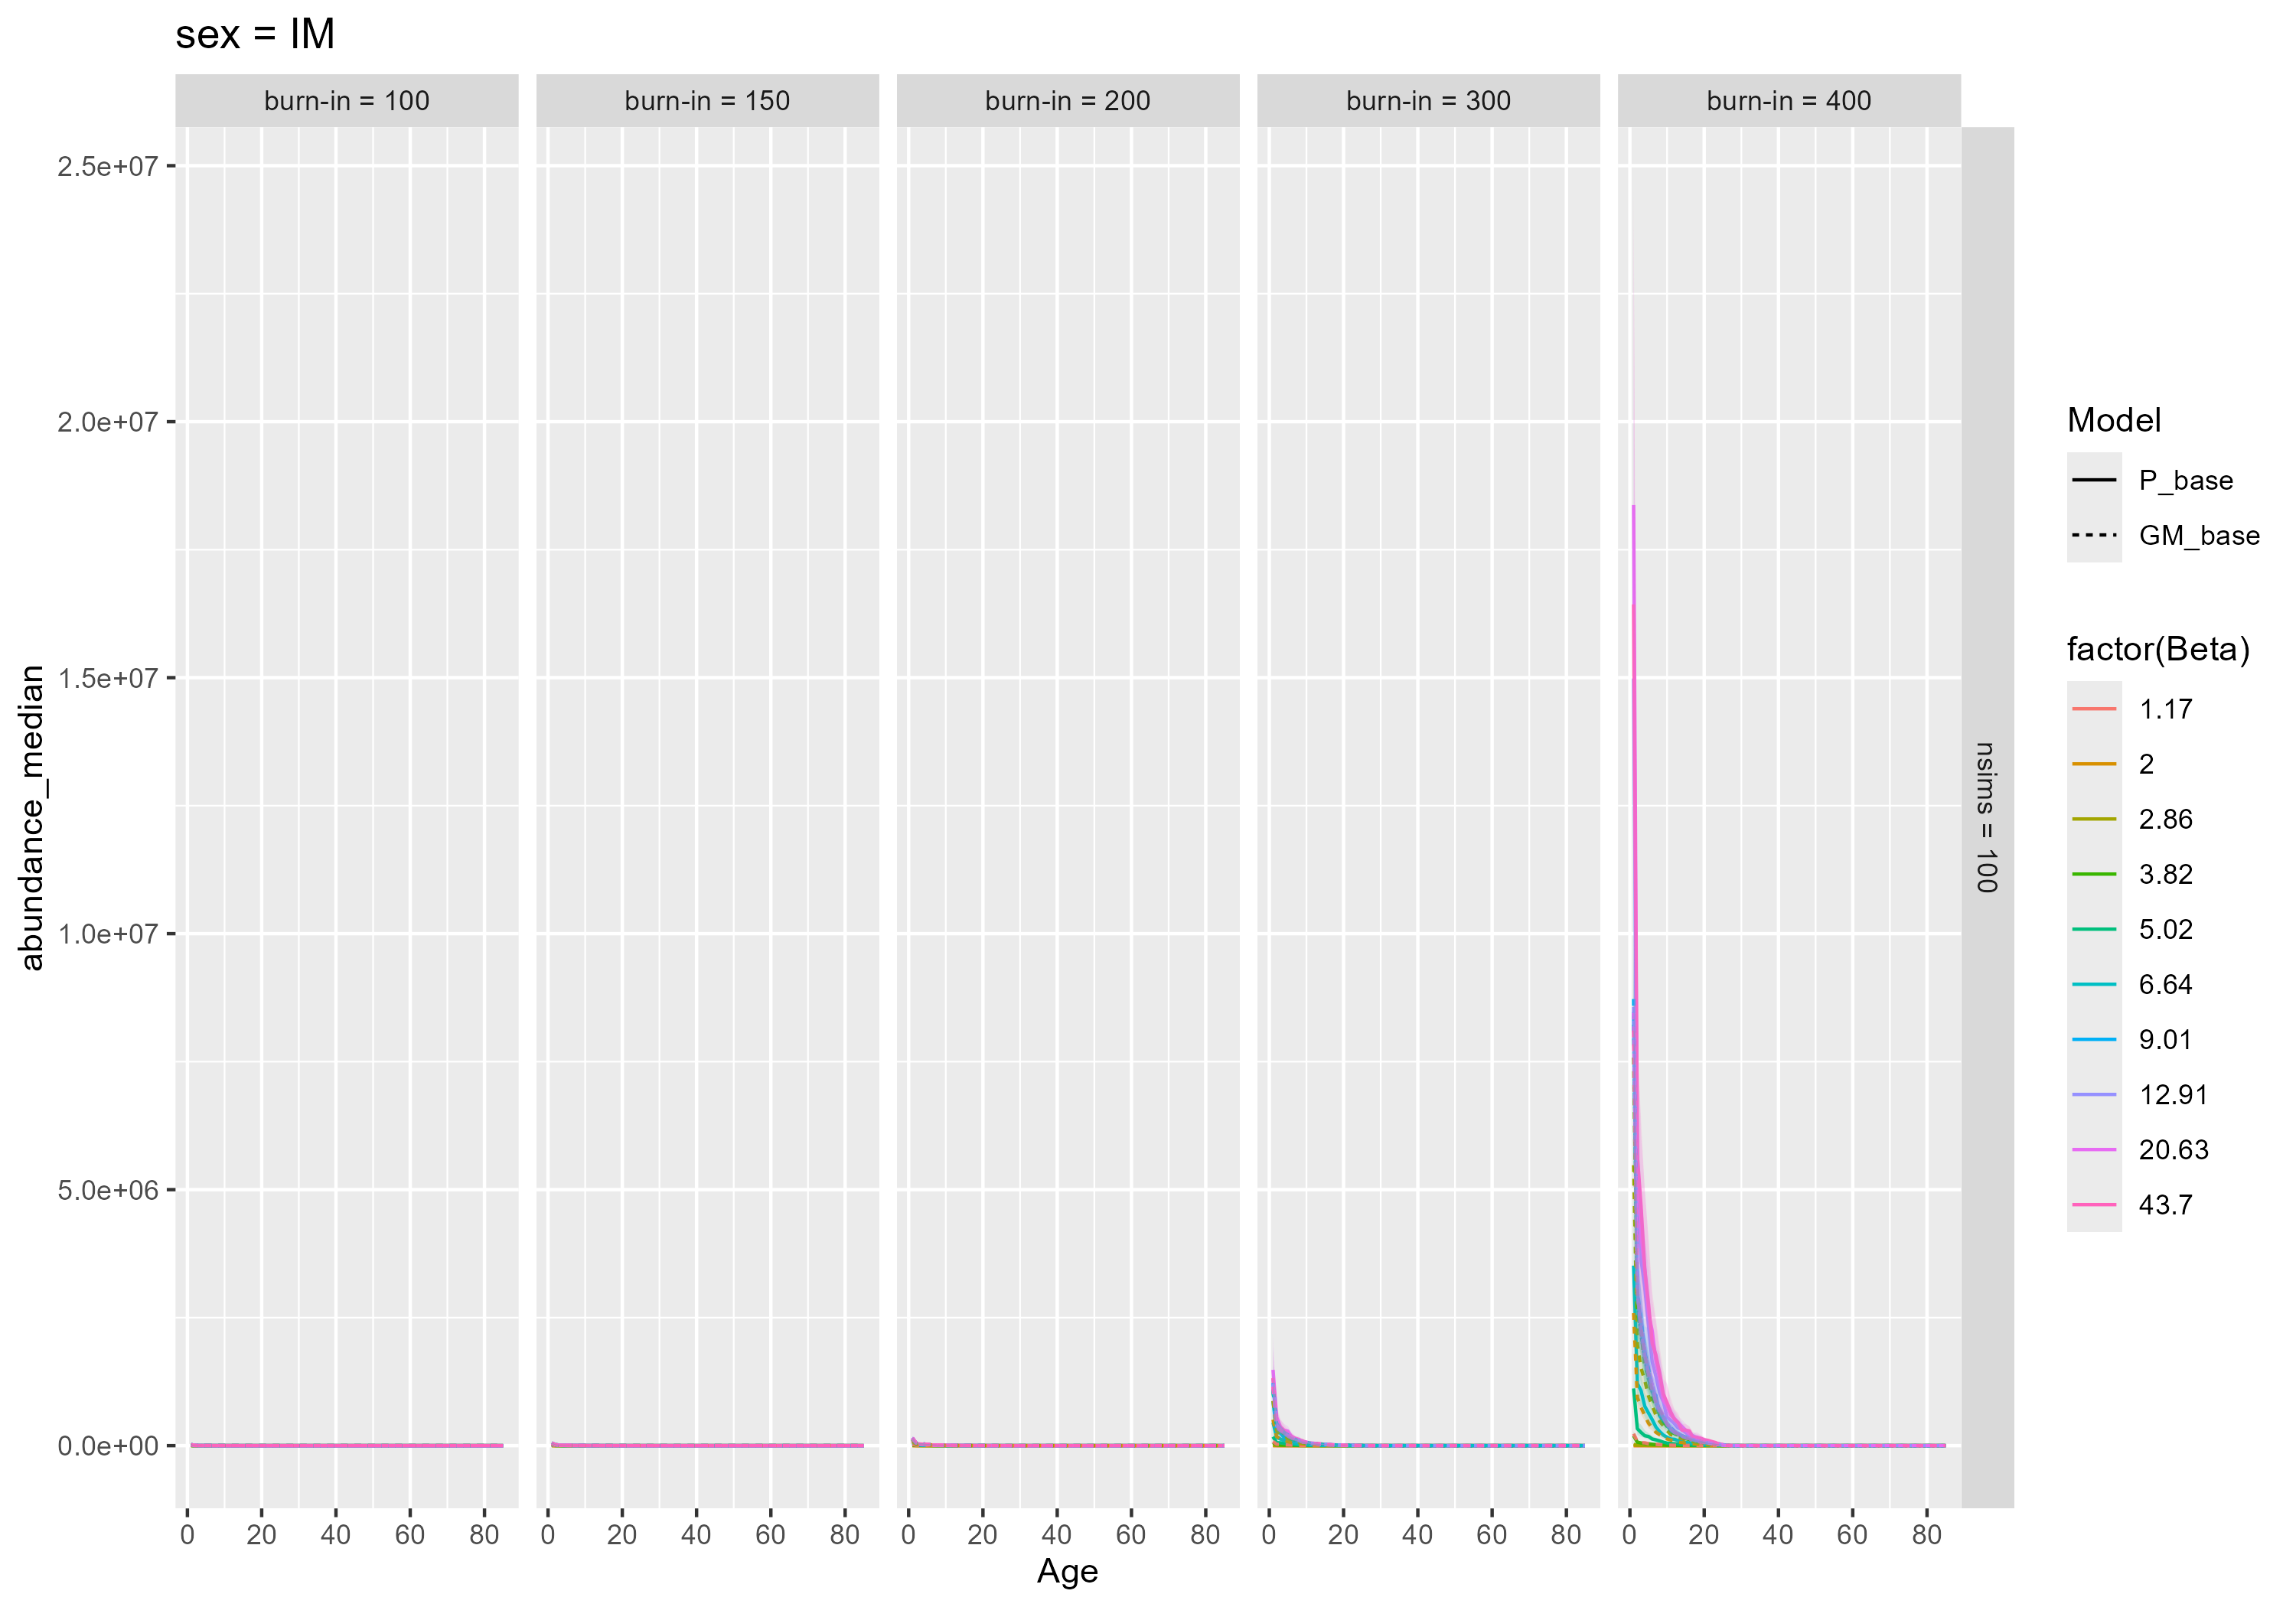 sex = IM
burn-in = 100
burn-in = 150
burn-in = 200
burn-in = 300
burn-in = 400
2.5e+07
2.0e+07
1.5e+07
1.0e+07
5.0e+06
0.0e+00
abundance_median
0 20 40 60 80
0 20 40 60 80
0 20 40 60 80
0 20 40 60 80
0 20 40 60 80
Age
nsims = 100
Model
P_base
GM_base
factor(Beta)
1.17
2
2.86
3.82
5.02
6.64
9.01
12.91
20.63
43.7